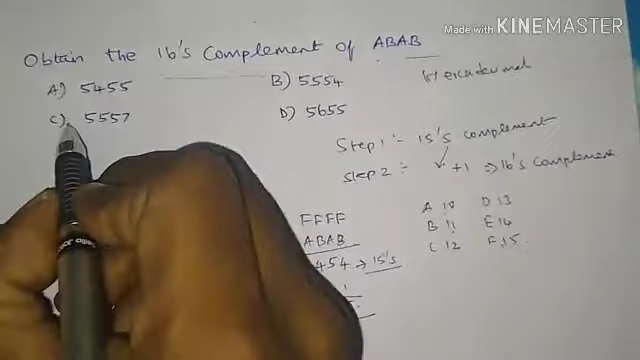 Made with KINEMASTER
Obtain the 16's Complement of ABAB
A) 5455 B) 5554
C) 5557 D) 5655
Step 1 :- 15's complement
Step 2 :- +1 ⇒ 16's Complement
FFFF
ABAB
454 → 15's
1
A 10 D 13
B 11 E 14
C 12 F 15